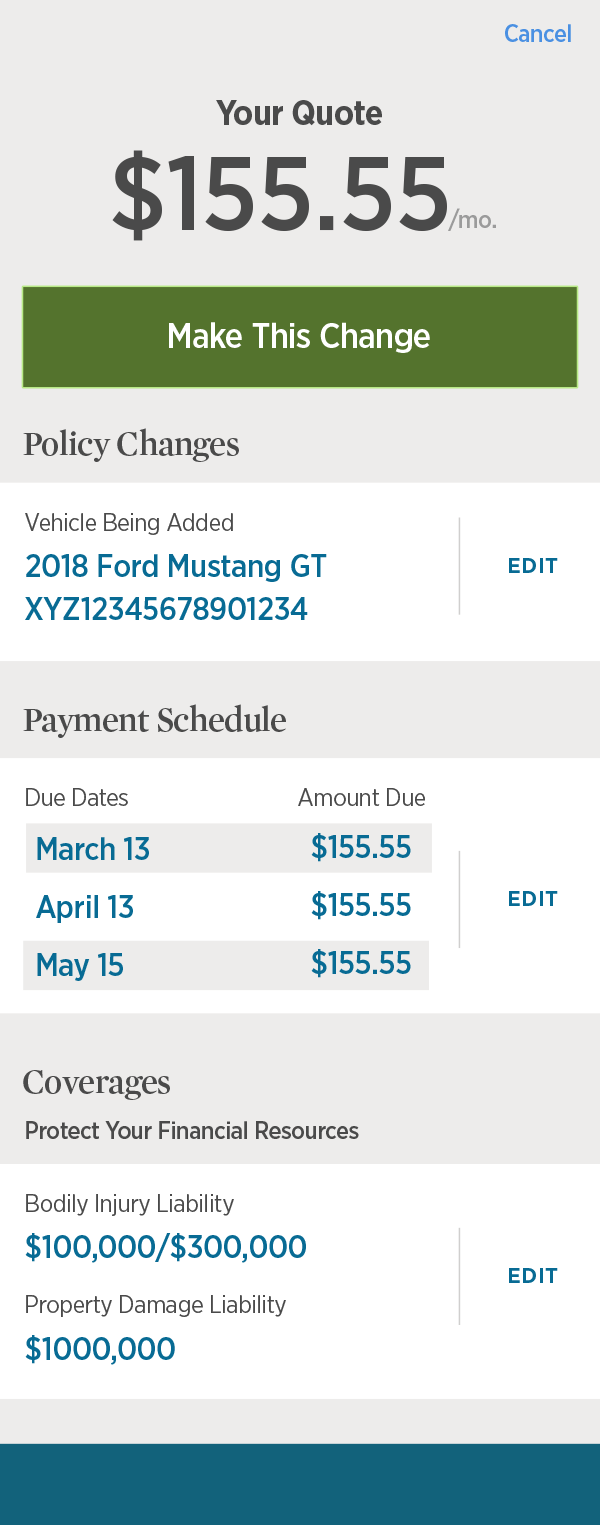 Cancel
Your Quote
$155.55/mo.
Make This Change
Policy Changes
Vehicle Being Added
2018 Ford Mustang GT
XYZ12345678901234
EDIT
Payment Schedule
Due Dates Amount Due
March 13 $155.55
April 13 $155.55
May 15 $155.55
EDIT
Coverages
Protect Your Financial Resources
Bodily Injury Liability
$100,000/$300,000
Property Damage Liability
$1000,000
EDIT